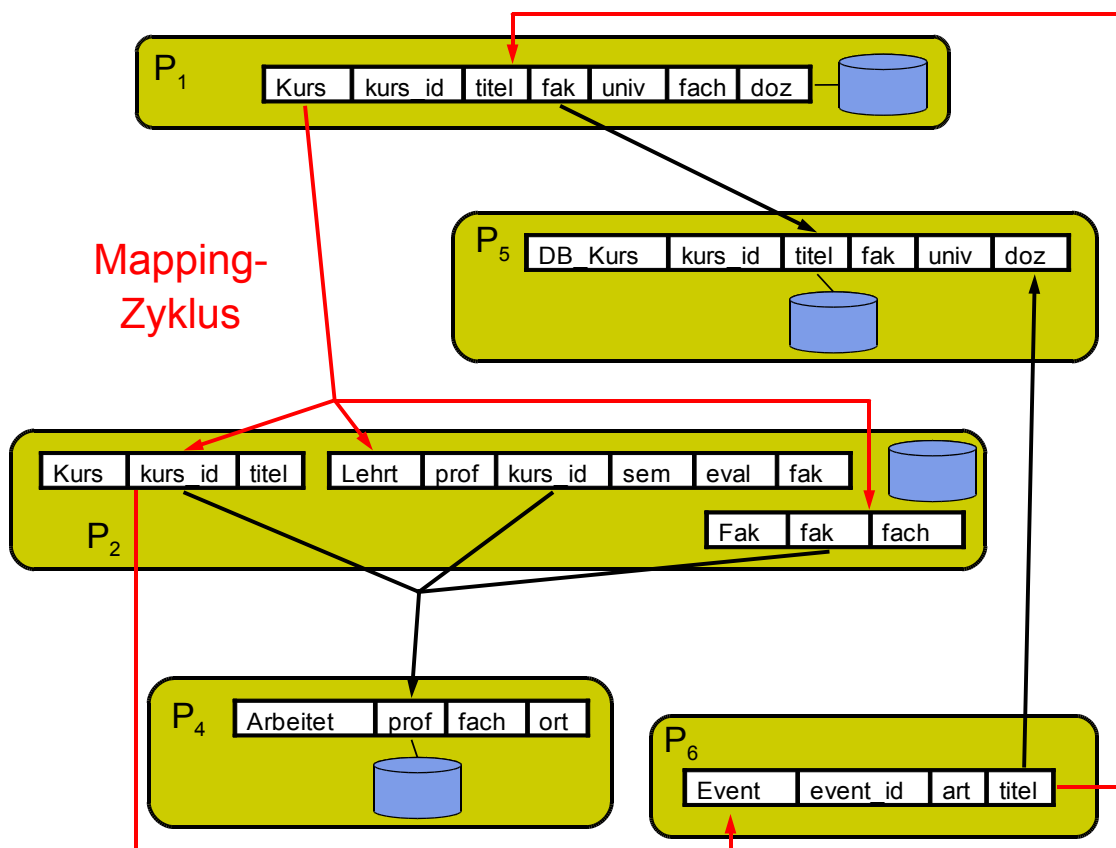 P1
Kurs kurs_id titel fak univ fach doz
P5
DB_Kurs kurs_id titel fak univ doz
Mapping-
Zyklus
Kurs kurs_id titel
Lehrt prof kurs_id sem eval fak
P2
Fak fak fach
P4
Arbeitet prof fach ort
P6
Event event_id art titel